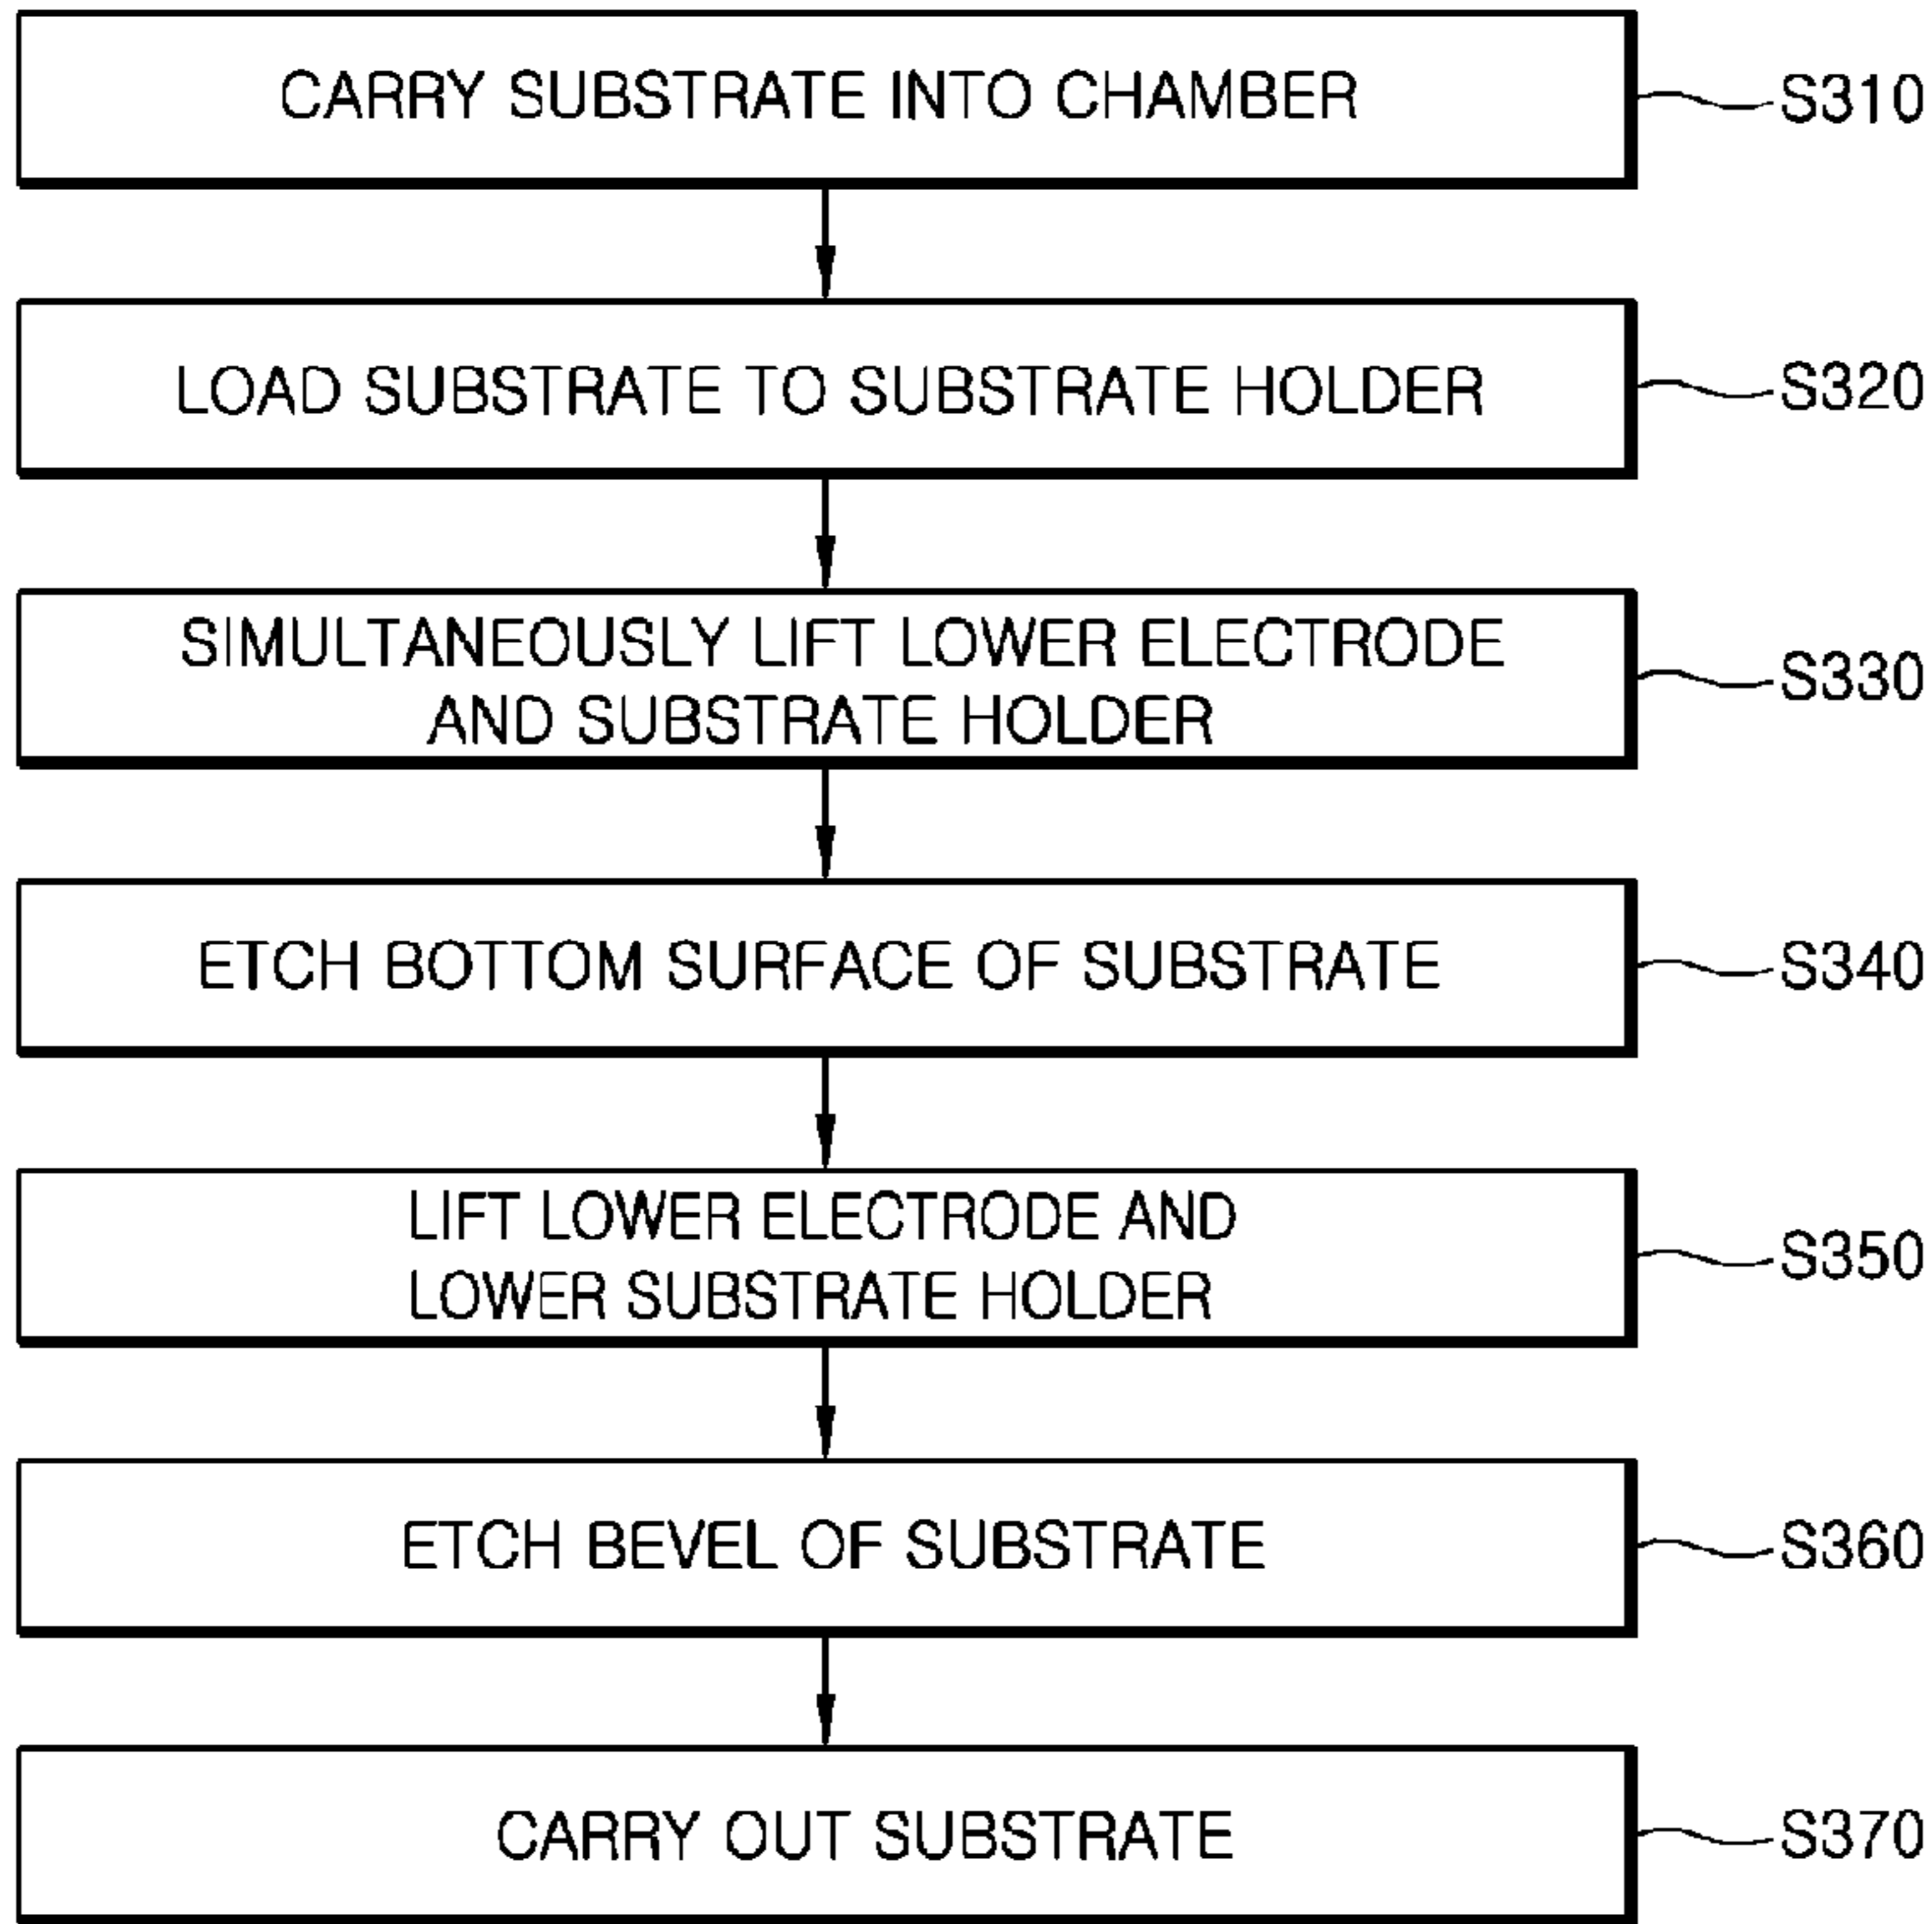 CARRY SUBSTRATE INTO CHAMBER
S310
LOAD SUBSTRATE TO SUBSTRATE HOLDER
S320
SIMULTANEOUSLY LIFT LOWER ELECTRODE
AND SUBSTRATE HOLDER
S330
ETCH BOTTOM SURFACE OF SUBSTRATE
S340
LIFT LOWER ELECTRODE AND
LOWER SUBSTRATE HOLDER
S350
ETCH BEVEL OF SUBSTRATE
S360
CARRY OUT SUBSTRATE
S370